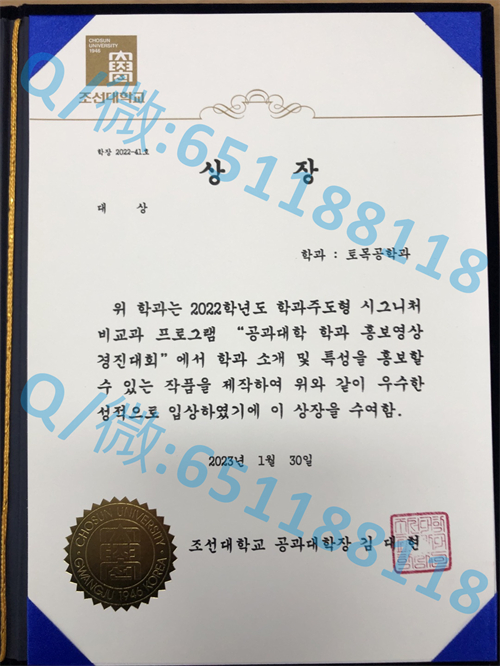 CHOSUN
UNIVERSITY
1946
조선대학교
학장 2022-41호
상 장
대 상
학과 : 토목공학과
위 학과는 2022학년도 학과주도형 시그니처
비교과 프로그램 “공과대학 학과 홍보영상
경진대회”에서 학과 소개 및 특성을 홍보할
수 있는 작품을 제작하여 위와 같이 우수한
성적으로 입상하였기에 이 상장을 수여함.
2023년 1월 30일
조선대학교 공과대학장 김 대 현
CHOSUN UNIVERSITY
GWANGJU 1946 KOREA
Q/微:651188118
Q/微:651188118